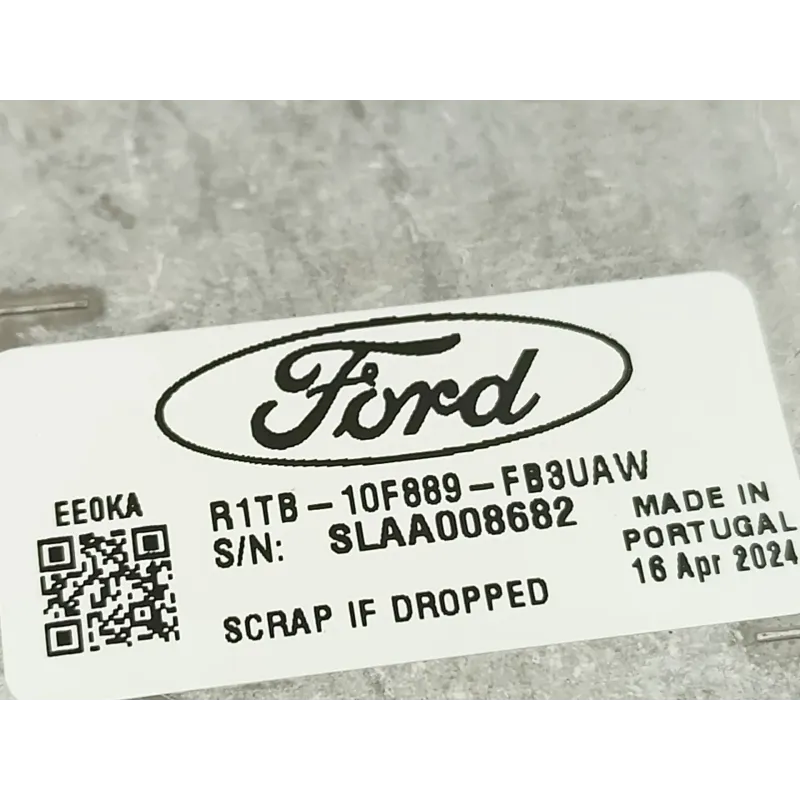 Ford
EE0KA
R1TB-10F889-FB3UAW
S/N: SLAA008682
SCRAP IF DROPPED
MADE IN
PORTUGAL
16 Apr 2024